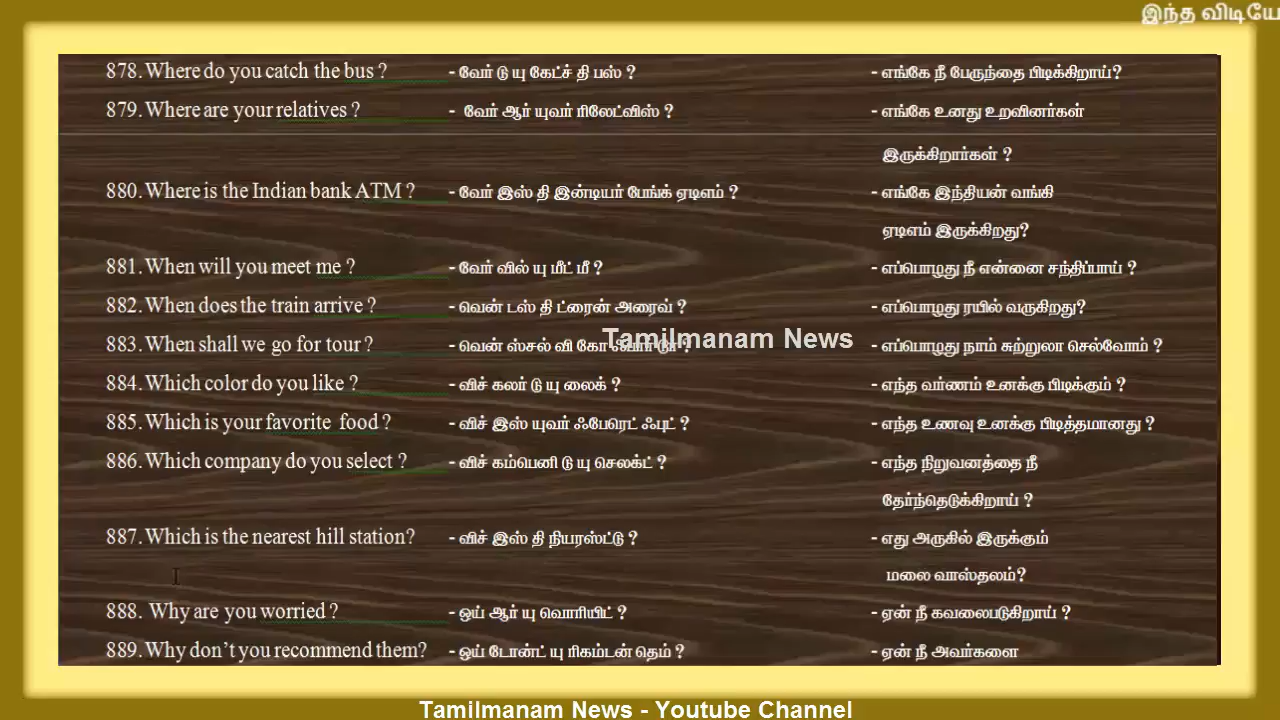 இந்த விடியே
878. Where do you catch the bus ? - வேர் டு யு கேட்ச் தி பஸ் ? - எங்கே நீ பேருந்தை பிடிக்கிறாய்?
879. Where are your relatives ? - வேர் ஆர் யுவர் ரிலேட்விஸ் ? - எங்கே உனது உறவினர்கள்
இருக்கிறார்கள் ?
880. Where is the Indian bank ATM ? - வேர் இஸ் தி இன்டியர் பேங்க் ஏடிஎம் ? - எங்கே இந்தியன் வங்கி
ஏடிஎம் இருக்கிறது?
881. When will you meet me ? - வேர் வில் யு மீட் மீ ? - எப்பொழுது நீ என்னை சந்திப்பாய் ?
882. When does the train arrive ? - வென் டஸ் தி ட்ரைன் அரைவ் ? - எப்பொழுது ரயில் வருகிறது?
Tamilmanam News
883. When shall we go for tour ? - வென் ஸ்சல் வி கோ ? - எப்பொழுது நாம் சுற்றுலா செல்வோம் ?
884. Which color do you like ? - விச் கலர் டு யு லைக் ? - எந்த வர்ணம் உனக்கு பிடிக்கும் ?
885. Which is your favorite food ? - விச் இஸ் யுவர் ஃபேரெட் ஃபுட் ? - எந்த உணவு உனக்கு பிடித்தமானது ?
886. Which company do you select ? - விச் கம்பெனி டு யு செலக்ட் ? - எந்த நிறுவனத்தை நீ
தேர்ந்தெடுக்கிறாய் ?
887. Which is the nearest hill station? - விச் இஸ் தி நியரஸ்ட்டு ? - எது அருகில் இருக்கும்
மலை வாஸ்தலம்?
888. Why are you worried ? - ஒய் ஆர் யு வொரியிட் ? - ஏன் நீ கவலைபடுகிறாய் ?
889. Why don’t you recommend them? - ஒய் டோன்ட் யு ரிகம்டன் தெம் ? - ஏன் நீ அவர்களை
Tamilmanam News - Youtube Channel